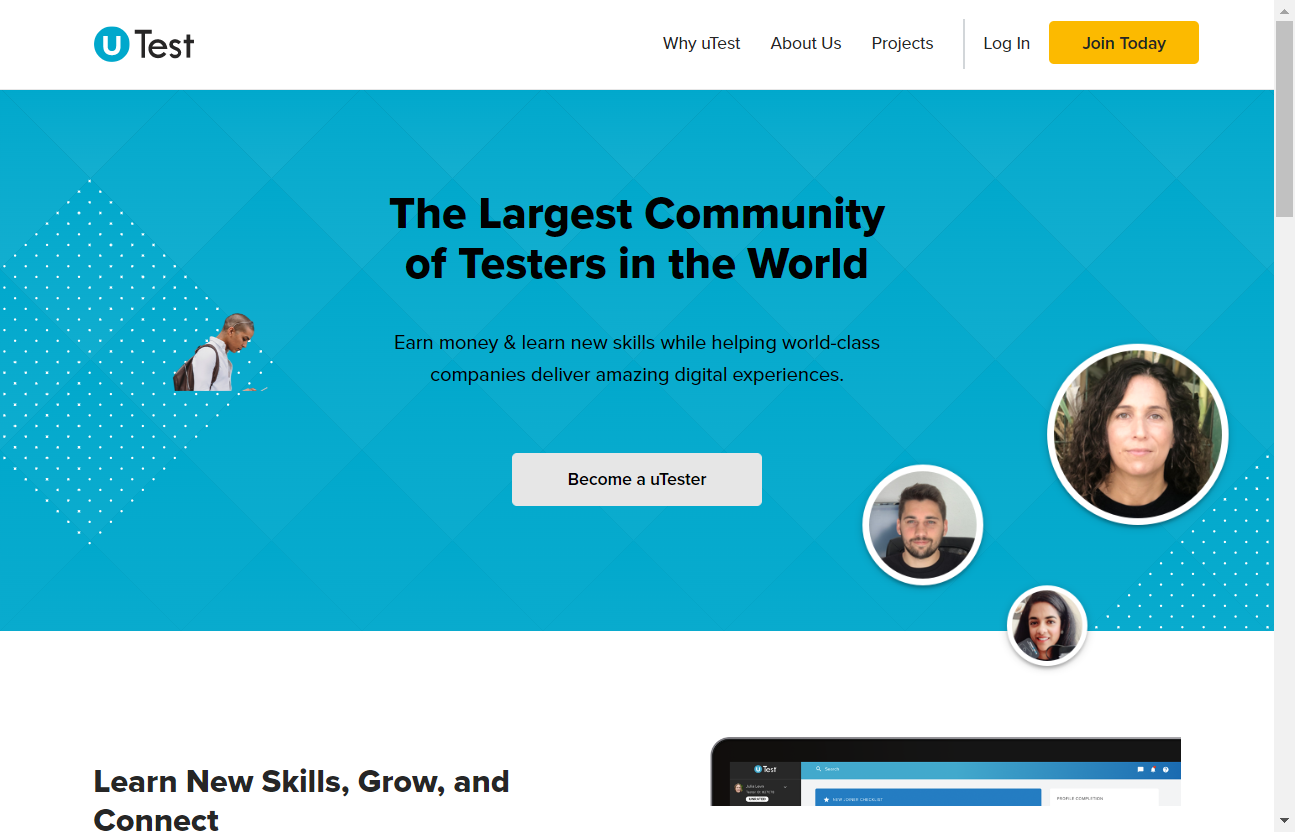 uTest
Why uTest
About Us
Projects
Log In
Join Today
The Largest Community
of Testers in the World
Earn money & learn new skills while helping world-class
companies deliver amazing digital experiences.
Become a uTester
Learn New Skills, Grow, and
Connect
uTest
Search
NEW JOINER CHECKLIST
PROFILE COMPLETION